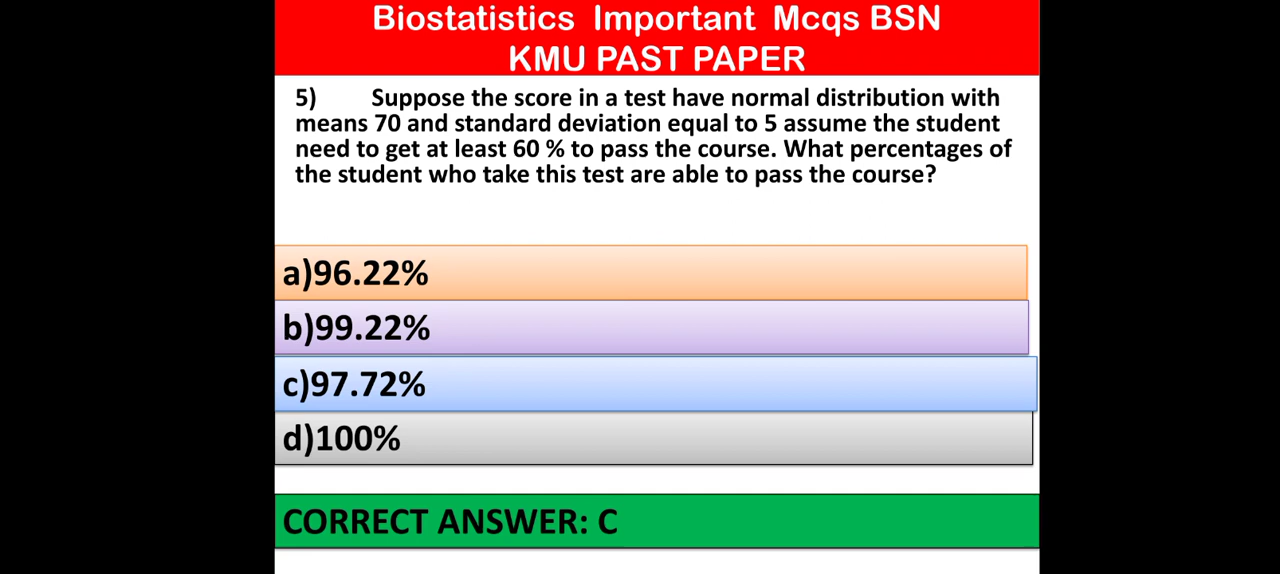 Biostatistics Important Mcqs BSN
KMU PAST PAPER
5) Suppose the score in a test have normal distribution with
means 70 and standard deviation equal to 5 assume the student
need to get at least 60 % to pass the course. What percentages of
the student who take this test are able to pass the course?
a)96.22%
b)99.22%
c)97.72%
d)100%
CORRECT ANSWER: C